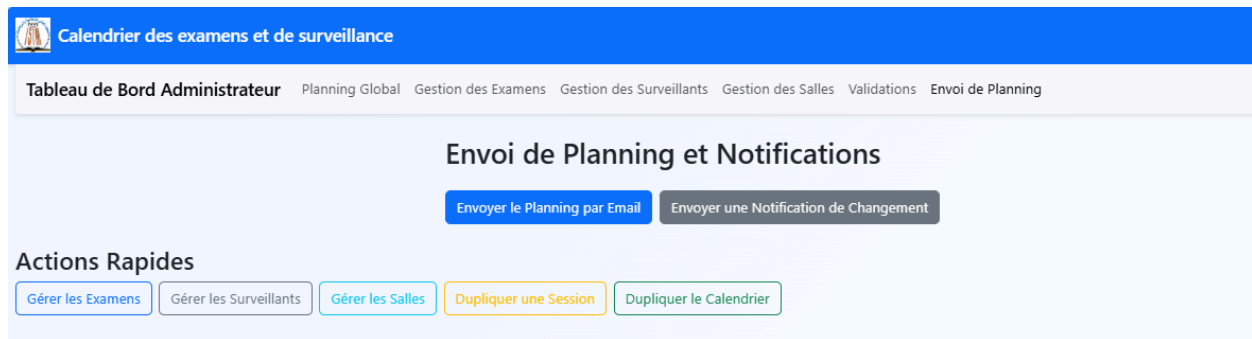 Calendrier des examens et de surveillance
Tableau de Bord Administrateur Planning Global Gestion des Examens Gestion des Surveillants Gestion des Salles Validations Envoi de Planning
Envoi de Planning et Notifications
Envoyer le Planning par Email Envoyer une Notification de Changement
Actions Rapides
Gérer les Examens Gérer les Surveillants Gérer les Salles Dupliquer une Session Dupliquer le Calendrier